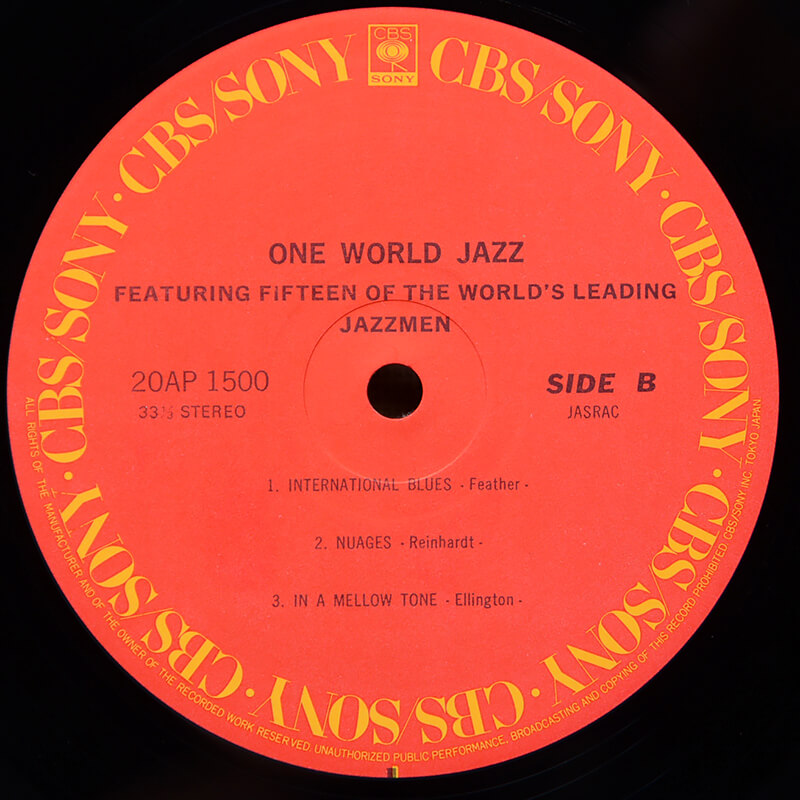 CBS
SONY
CBS/SONY · CBS/SONY · CBS/SONY · CBS/SONY · CBS/SONY · CBS/SONY · CBS/SONY · CBS/SONY
ONE WORLD JAZZ
FEATURING FIFTEEN OF THE WORLD'S LEADING
JAZZMEN
20AP 1500
SIDE B
33⅓ STEREO
JASRAC
1. INTERNATIONAL BLUES - Feather -
2. NUAGES - Reinhardt -
3. IN A MELLOW TONE - Ellington -
ALL RIGHTS OF THE MANUFACTURER AND OF THE OWNER OF THE RECORDED WORK RESERVED. UNAUTHORIZED PUBLIC PERFORMANCE, BROADCASTING AND COPYING OF THIS RECORD PROHIBITED CBS/SONY INC. TOKYO JAPAN